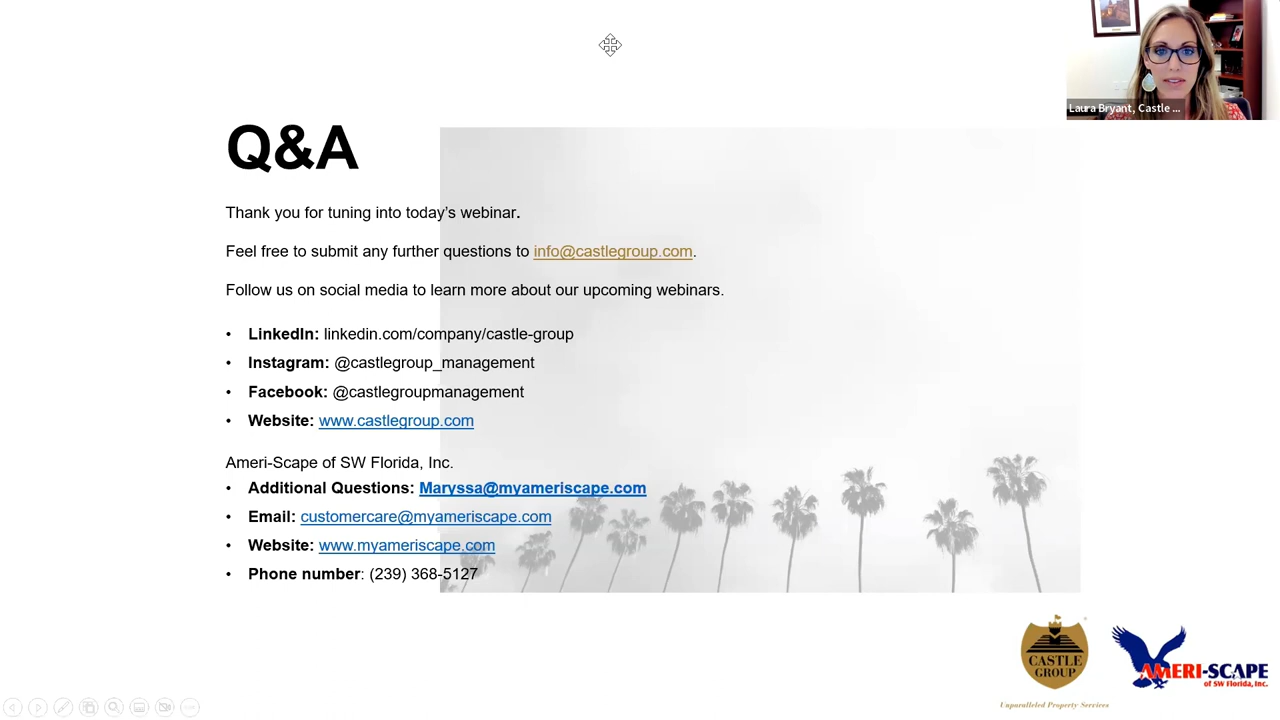 Laura Bryant, Castle ...
Q&A
Thank you for tuning into today’s webinar.
Feel free to submit any further questions to info@castlegroup.com.
Follow us on social media to learn more about our upcoming webinars.
• LinkedIn: linkedin.com/company/castle-group
• Instagram: @castlegroup_management
• Facebook: @castlegroupmanagement
• Website: www.castlegroup.com
Ameri-Scape of SW Florida, Inc.
• Additional Questions: Maryssa@myameriscape.com
• Email: customercare@myameriscape.com
• Website: www.myameriscape.com
• Phone number: (239) 368-5127
CASTLE
GROUP
Unparalleled Property Services
AMERI-SCAPE
of SW Florida, Inc.